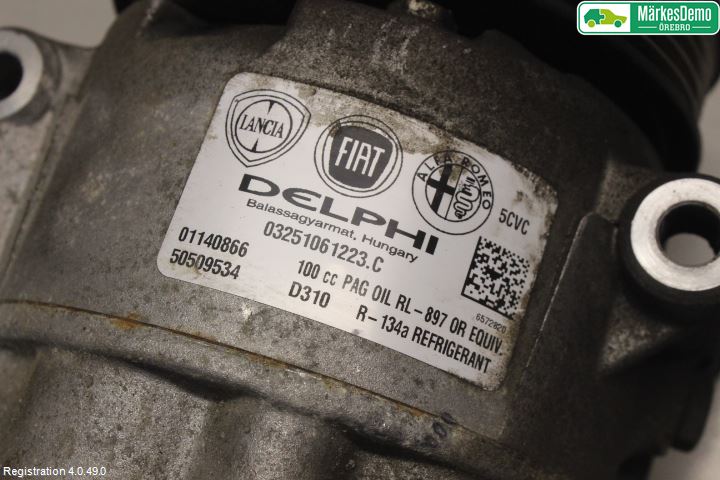 MärkesDemo
ÖREBRO
LANCIA
FIAT
ALFA ROMEO
5CVC
DELPHI
Balassagyarmat, Hungary
03251061223.C
01140866
50509534
100 cc PAG OIL RL-897 OR EQUIV.
D310
R-134a REFRIGERANT
6572820
Registration 4.0.49.0